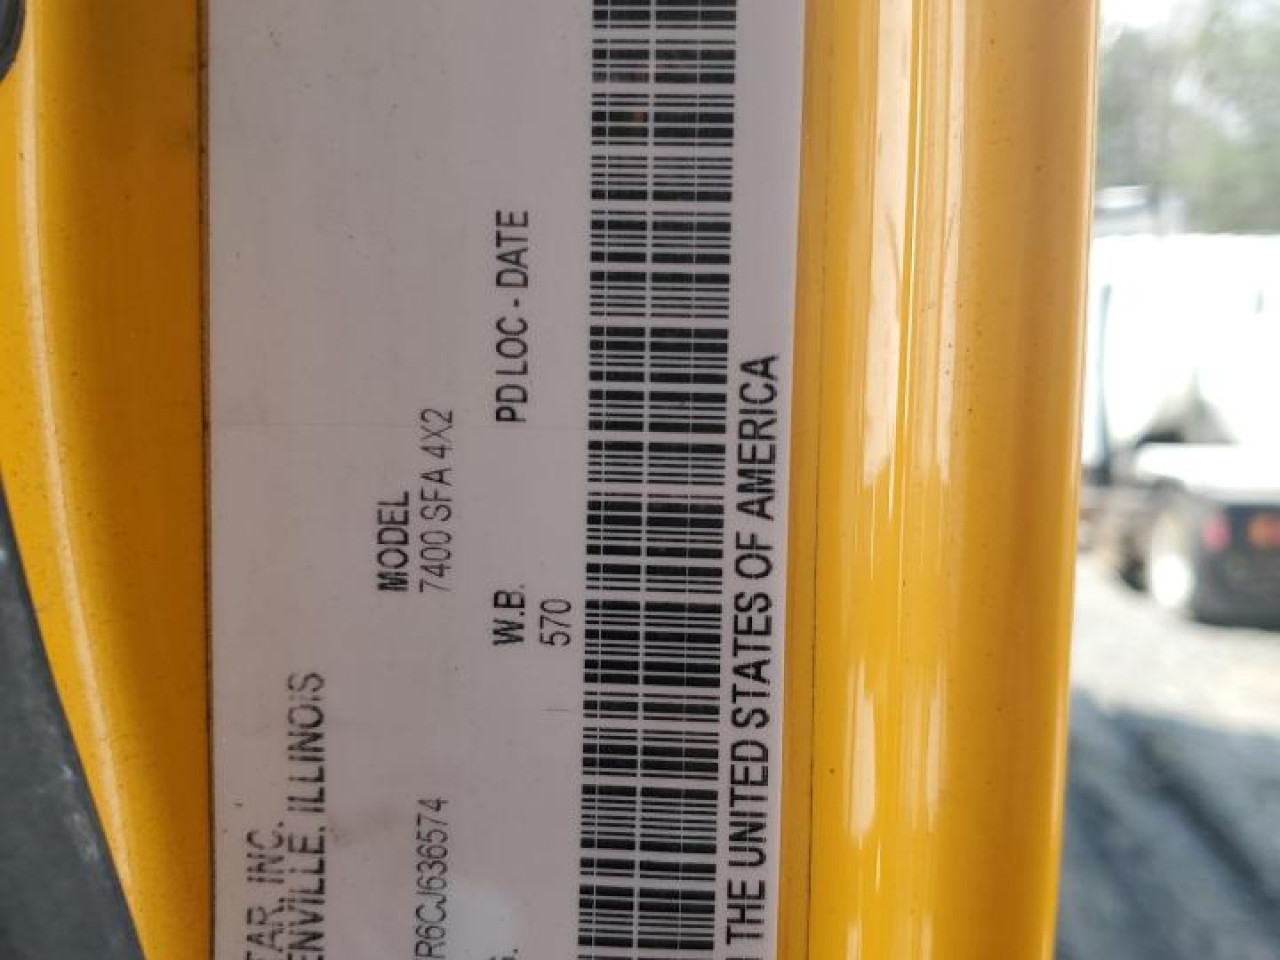 TAR, INC.
ENVILLE, ILLINOIS
MODEL
R6CJ636574
7400 SFA 4X2
W.B.
PD LOC - DATE
570
THE UNITED STATES OF AMERICA